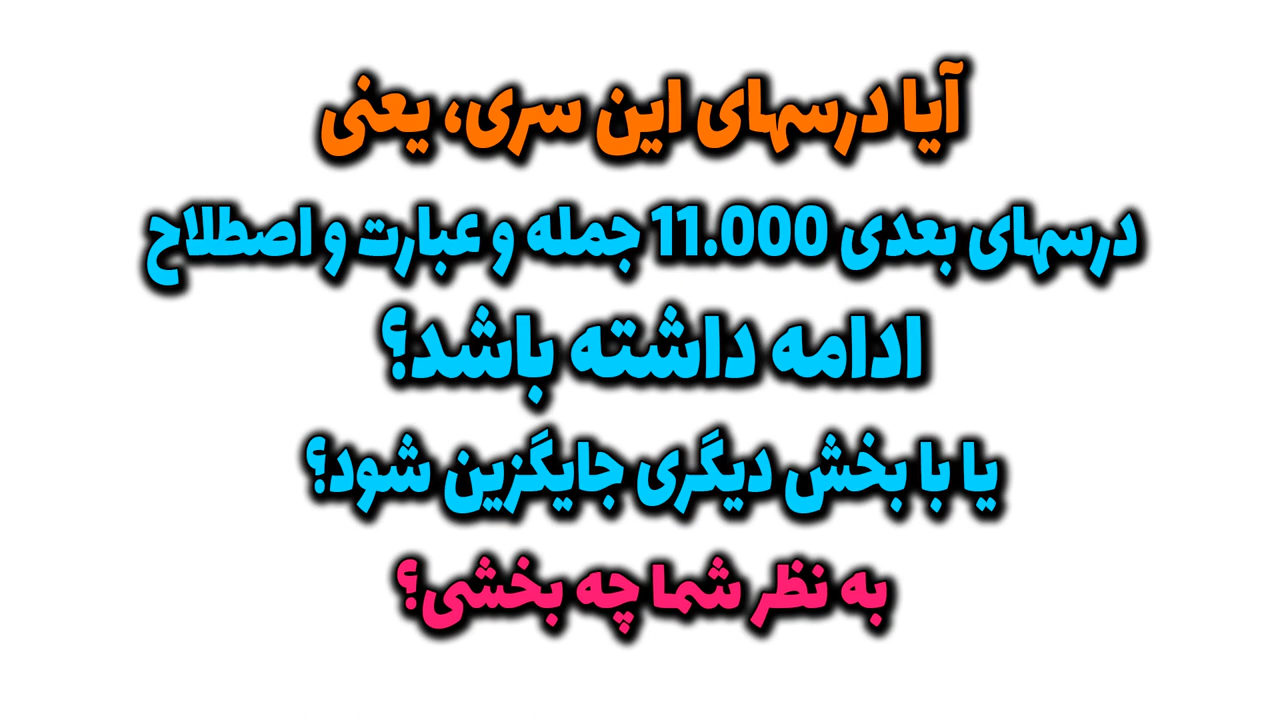 آیا درسهای این سری، یعنی
درسهای بعدی 11.000 جمله و عبارت و اصطلاح
ادامه داشته باشد؟
یا با بخش دیگری جایگزین شود؟
به نظر شما چه بخشی؟